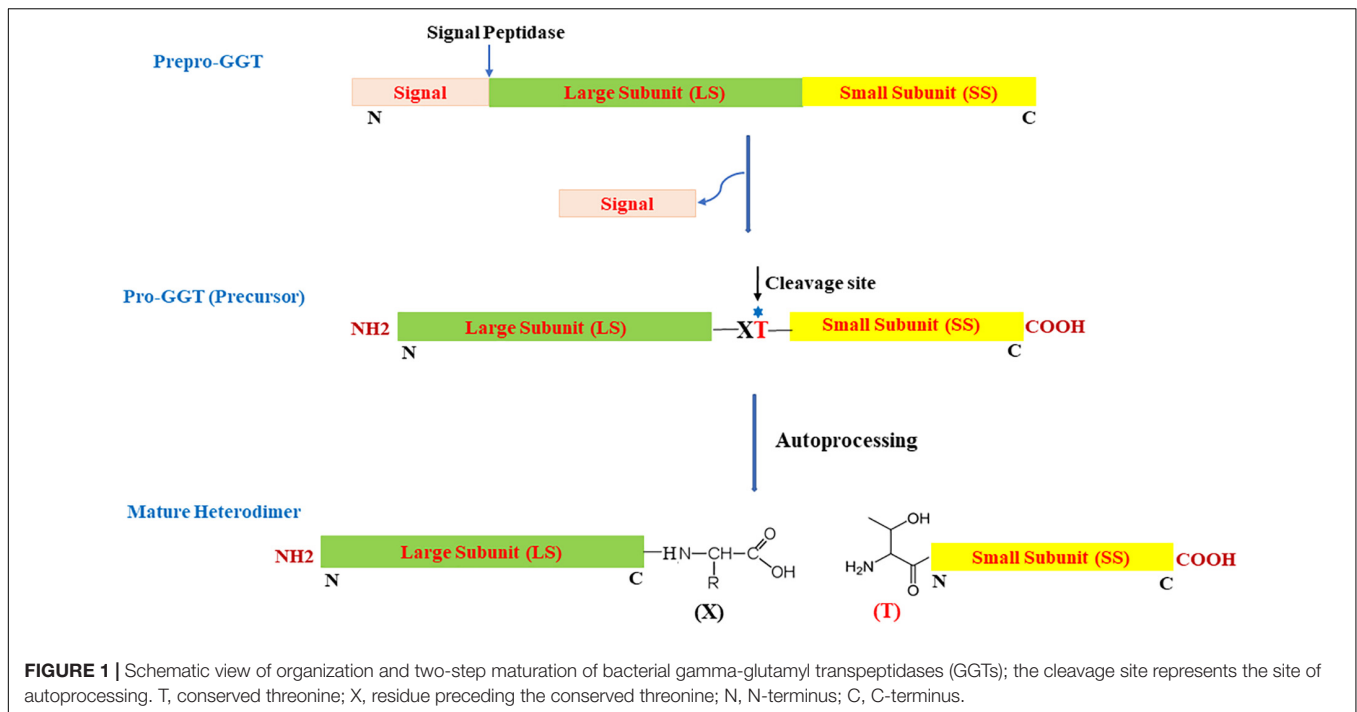 Signal Peptidase
Prepro-GGT
Signal
Large Subunit (LS)
Small Subunit (SS)
N
C
Signal
Cleavage site
Pro-GGT (Precursor)
NH2
Large Subunit (LS)
XT
Small Subunit (SS)
COOH
N
C
Autoprocessing
Mature Heterodimer
NH2
Large Subunit (LS)
N
C
HN
CH
C
O
OH
R
(X)
OH
H₂N
O
(T)
Small Subunit (SS)
COOH
N
C
FIGURE 1 | Schematic view of organization and two-step maturation of bacterial gamma-glutamyl transpeptidases (GGTs); the cleavage site represents the site of
autoprocessing. T, conserved threonine; X, residue preceding the conserved threonine; N, N-terminus; C, C-terminus.